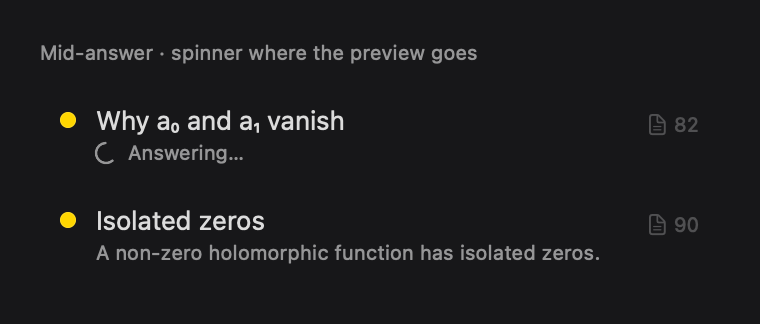 Mid-answer · spinner where the preview goes
Why a₀ and a₁ vanish
82
Answering...
Isolated zeros
90
A non-zero holomorphic function has isolated zeros.